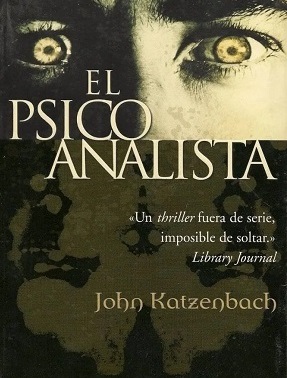 EL
PSICO
ANALISTA
«Un thriller fuera de serie,
imposible de soltar.»
Library Journal
John Katzenbach